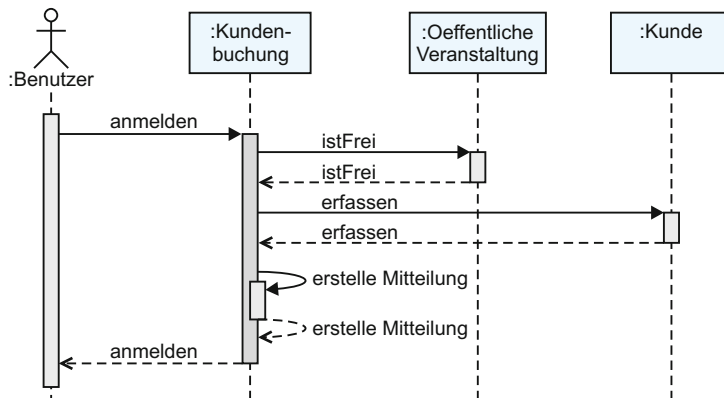 :Benutzer
:Kunden-
buchung
:Oeffentliche
Veranstaltung
:Kunde
anmelden
istFrei
istFrei
erfassen
erfassen
erstelle Mitteilung
erstelle Mitteilung
anmelden